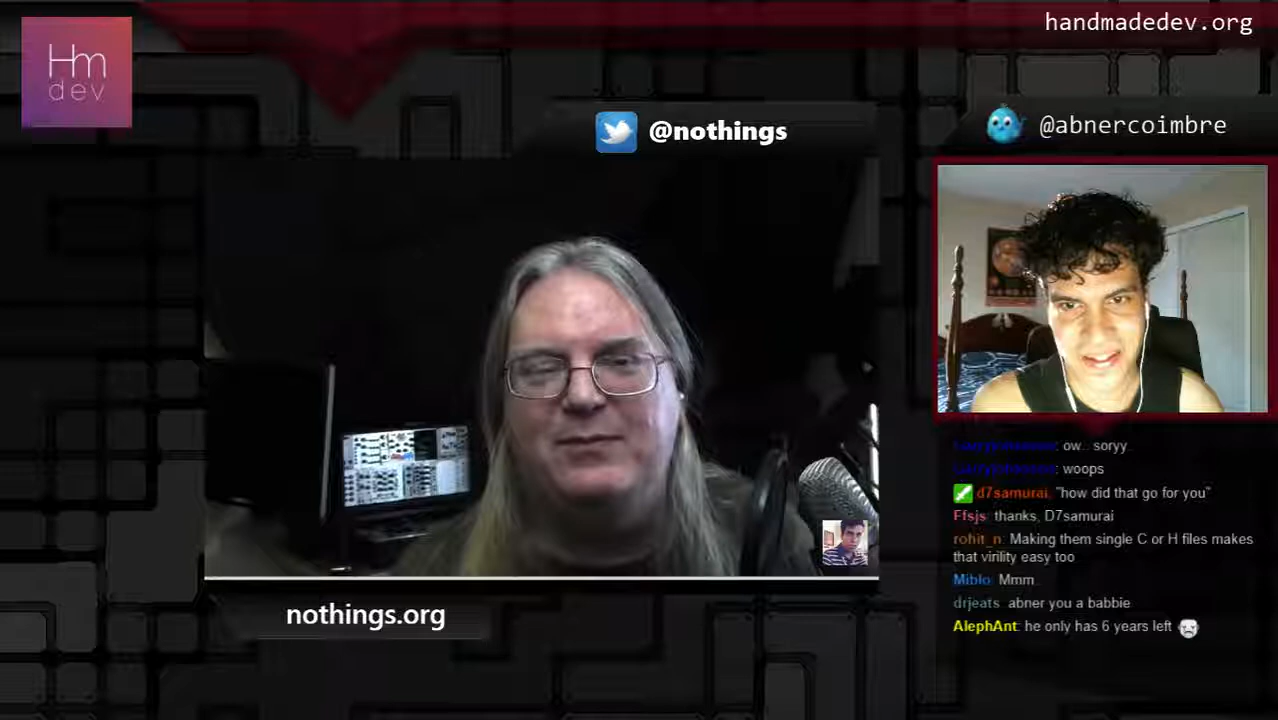 Hm
dev
handmadedev.org
@nothings
@abnercoimbre
: ow.. soryy
: woops
d7samurai: "how did that go for you"
Ffsjs: thanks, D7samurai
rohit_n: Making them single C or H files makes
that virility easy too
Miblo: Mmm
drjeats: abner you a babbie
AlephAnt: he only has 6 years left
nothings.org